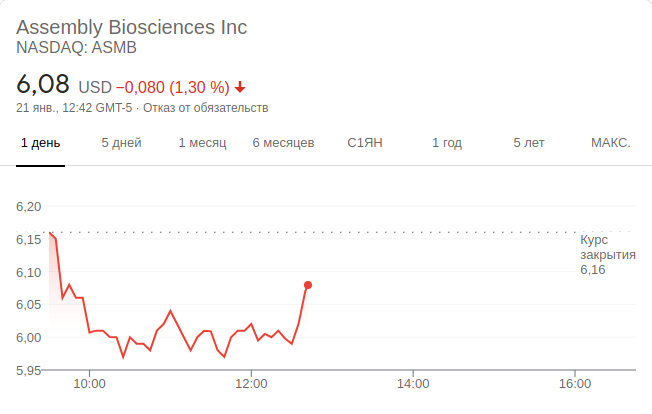 Assembly Biosciences Inc
NASDAQ: ASMB
6,08 USD −0,080 (1,30 %)
21 янв., 12:42 GMT-5 · Отказ от обязательств
1 день 5 дней 1 месяц 6 месяцев С1ЯН 1 год 5 лет МАКС.
6,20
6,15
6,10
6,05
6,00
5,95
Курс
закрытия
6,16
10:00 12:00 14:00 16:00